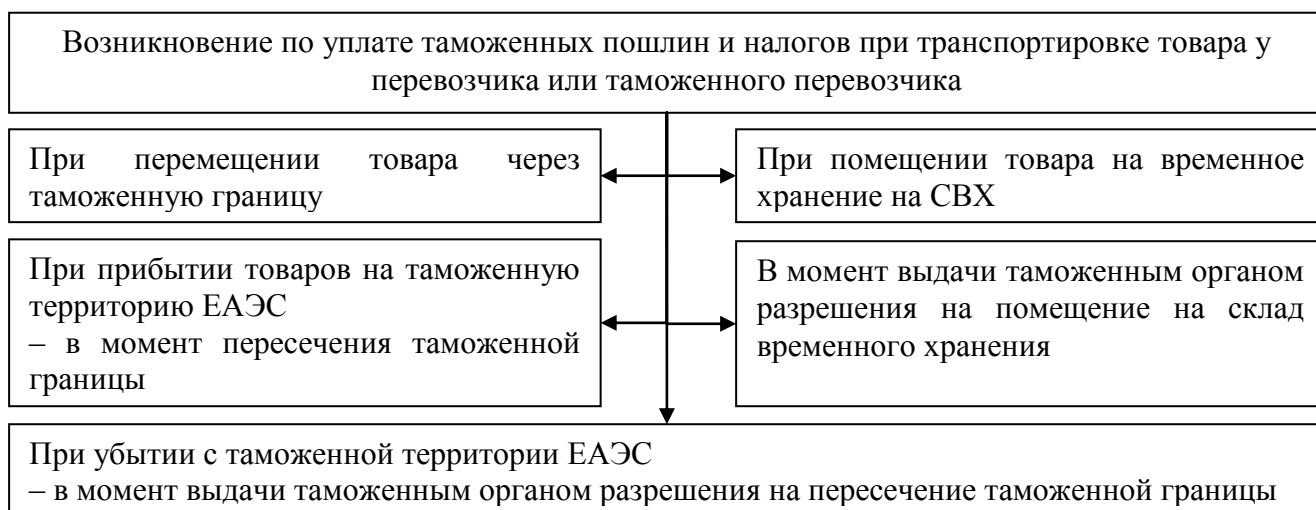 Возникновение по уплате таможенных пошлин и налогов при транспортировке товара у
перевозчика или таможенного перевозчика
При перемещении товара через
таможенную границу
При помещении товара на временное
хранение на СВХ
При прибытии товаров на таможенную
территорию ЕАЭС
– в момент пересечения таможенной
границы
В момент выдачи таможенным органом
разрешения на помещение на склад
временного хранения
При убытии с таможенной территории ЕАЭС
– в момент выдачи таможенным органом разрешения на пересечение таможенной границы